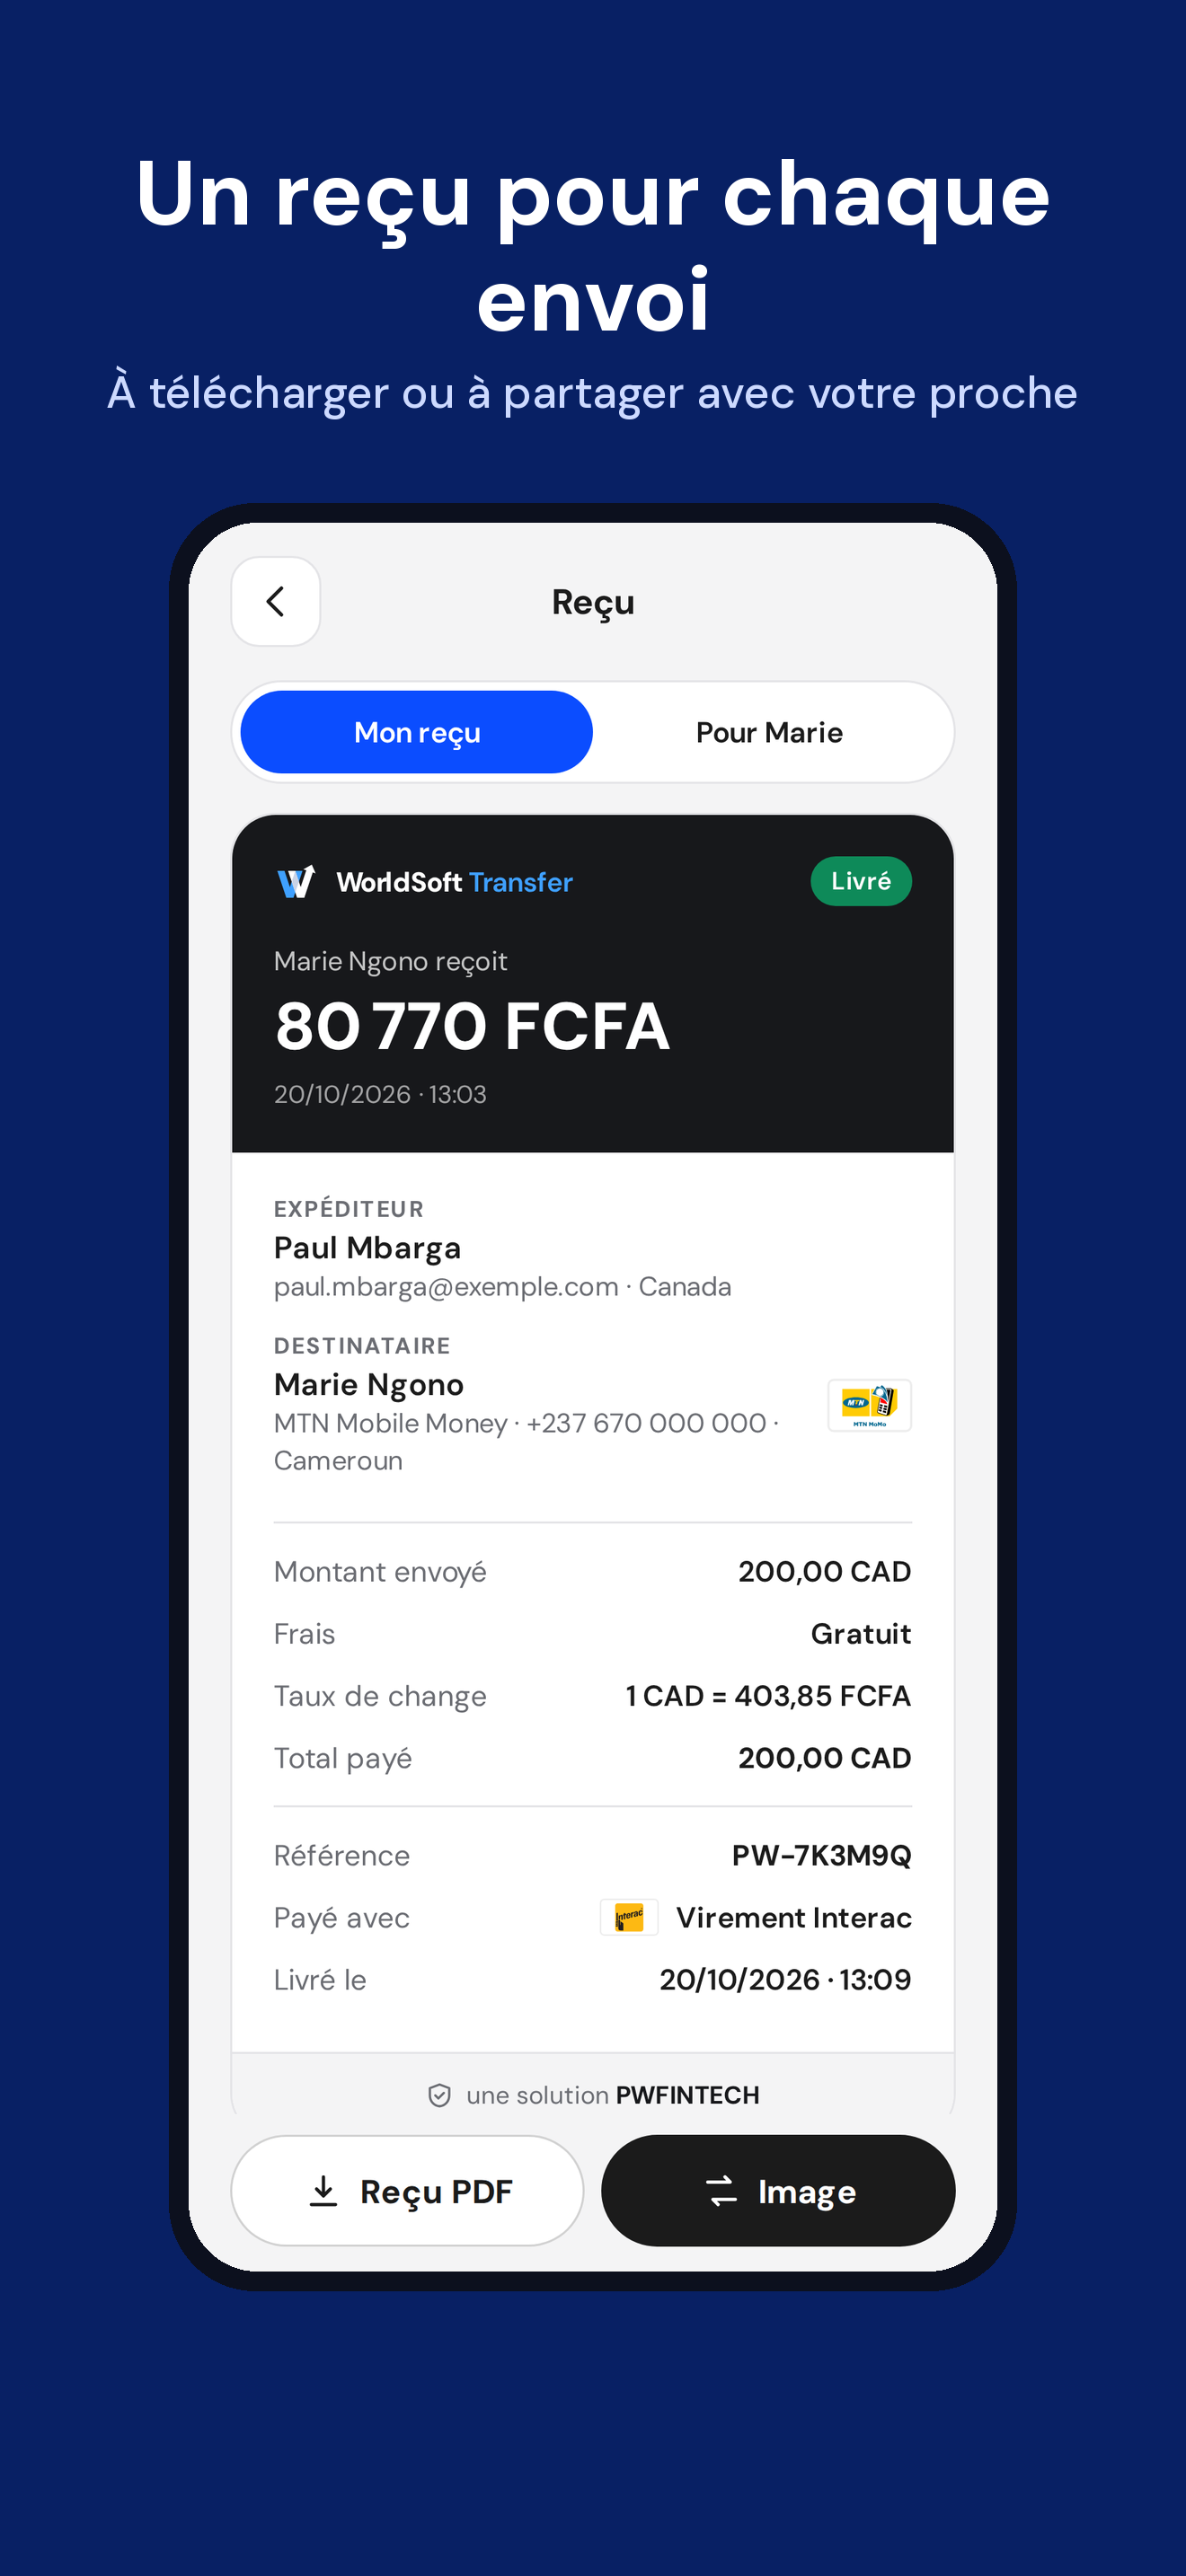 Un reçu pour chaque
envoi
À télécharger ou à partager avec votre proche
Reçu
Mon reçu
Pour Marie
WorldSoft Transfer
Livré
Marie Ngono reçoit
80 770 FCFA
20/10/2026 · 13:03
EXPÉDITEUR
Paul Mbarga
paul.mbarga@exemple.com · Canada
DESTINATAIRE
Marie Ngono
MTN Mobile Money · +237 670 000 000 ·
Cameroun
MTN
MTN MoMo
Montant envoyé 200,00 CAD
Frais Gratuit
Taux de change 1 CAD = 403,85 FCFA
Total payé 200,00 CAD
Référence PW-7K3M9Q
Payé avec Interac Virement Interac
Livré le 20/10/2026 · 13:09
une solution PWFINTECH
Reçu PDF
Image